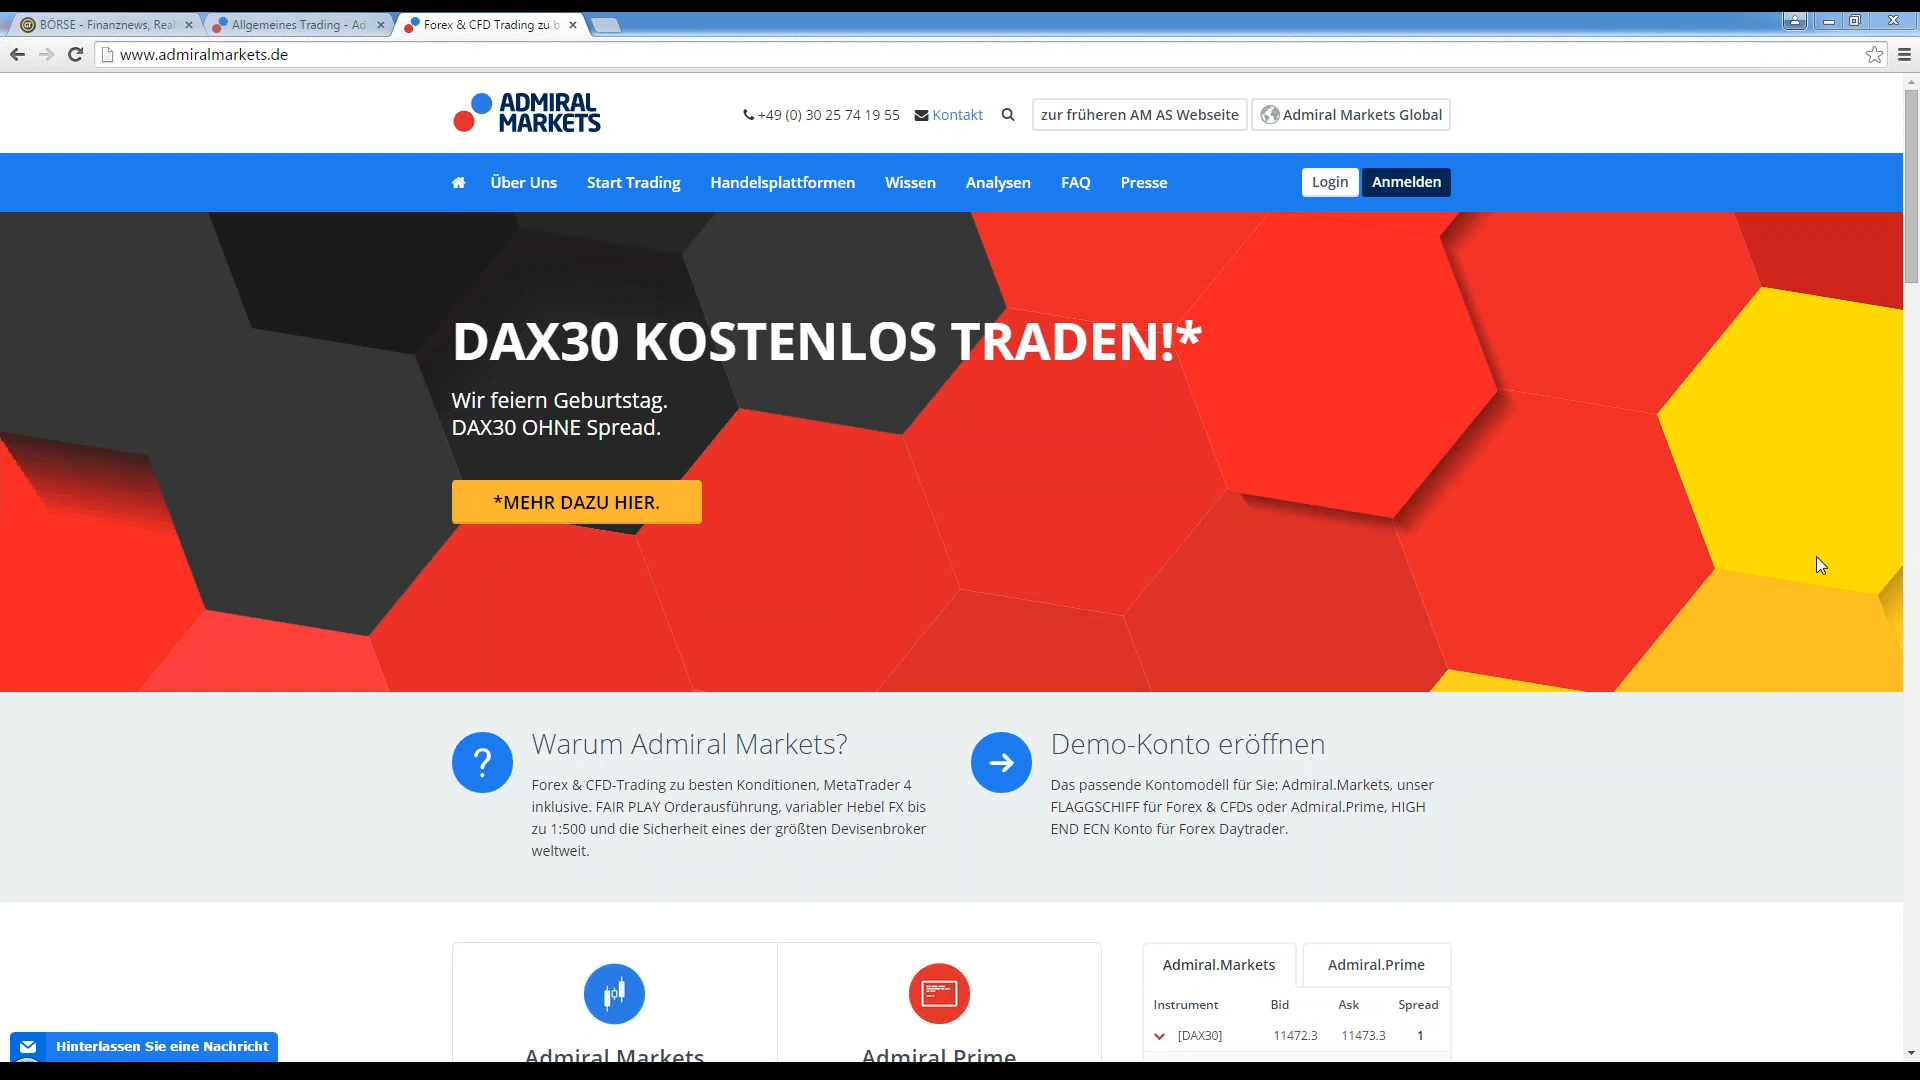 BÖRSE - Finanznews, Real
Allgemeines Trading - Ad
Forex & CFD Trading zu b
www.admiralmarkets.de
ADMIRAL
MARKETS
+49 (0) 30 25 74 19 55
Kontakt
zur früheren AM AS Webseite
Admiral Markets Global
Über Uns
Start Trading
Handelsplattformen
Wissen
Analysen
FAQ
Presse
Login
Anmelden
DAX30 KOSTENLOS TRADEN!*
Wir feiern Geburtstag.
DAX30 OHNE Spread.
*MEHR DAZU HIER.
Warum Admiral Markets?
Forex & CFD-Trading zu besten Konditionen, MetaTrader 4
inklusive. FAIR PLAY Orderausführung, variabler Hebel FX bis
zu 1:500 und die Sicherheit eines der größten Devisenbroker
weltweit.
Demo-Konto eröffnen
Das passende Kontomodell für Sie: Admiral.Markets, unser
FLAGGSCHIFF für Forex & CFDs oder Admiral.Prime, HIGH
END ECN Konto für Forex Daytrader.
Admiral Markets
Admiral Prime
Admiral.Markets
Admiral.Prime
Instrument Bid Ask Spread
[DAX30] 11472.3 11473.3 1
Hinterlassen Sie eine Nachricht